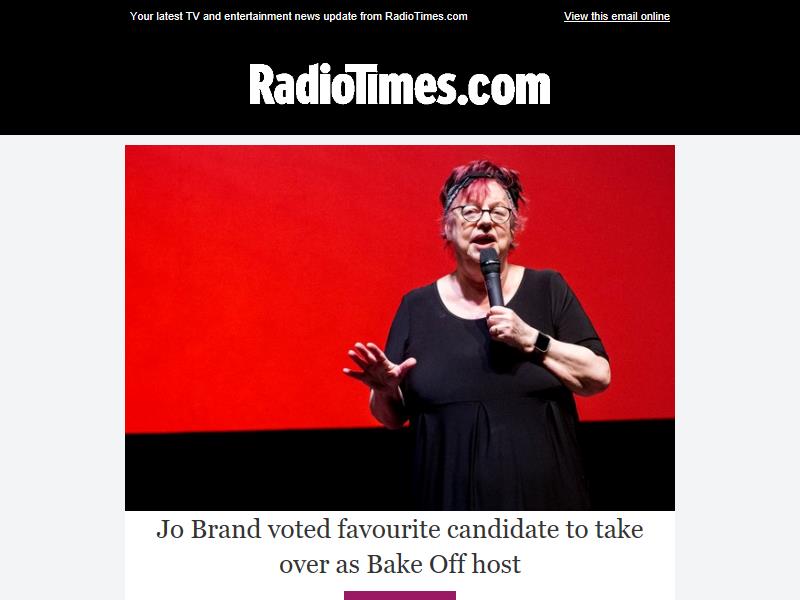 Your latest TV and entertainment news update from RadioTimes.com
View this email online
RadioTimes.com
Jo Brand voted favourite candidate to take
over as Bake Off host